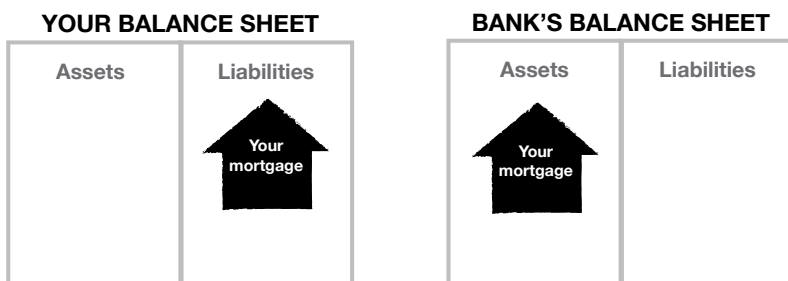 YOUR BALANCE SHEET
Assets
Liabilities
Your
mortgage
BANK’S BALANCE SHEET
Assets
Liabilities
Your
mortgage